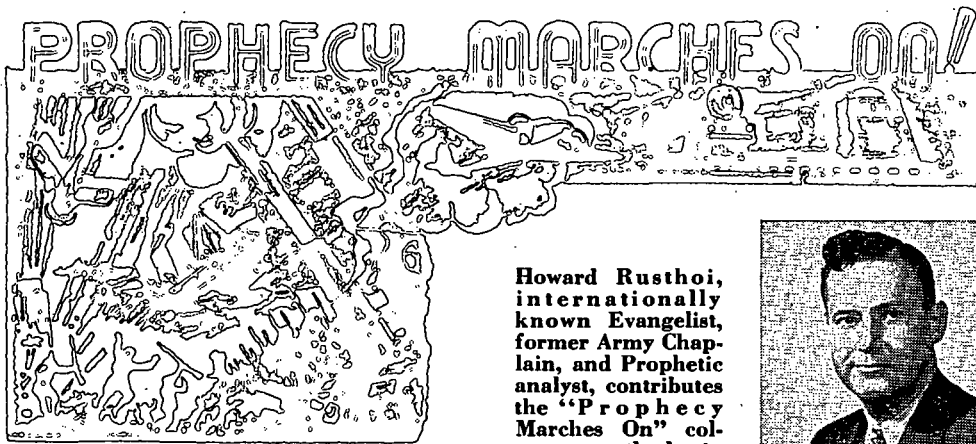 PROPHECY MARCHES ON!
Howard Rusthoi,
internationally
known Evangelist,
former Army Chap-
lain, and Prophetic
analyst, contributes
the "Prophecy
Marches On" col-